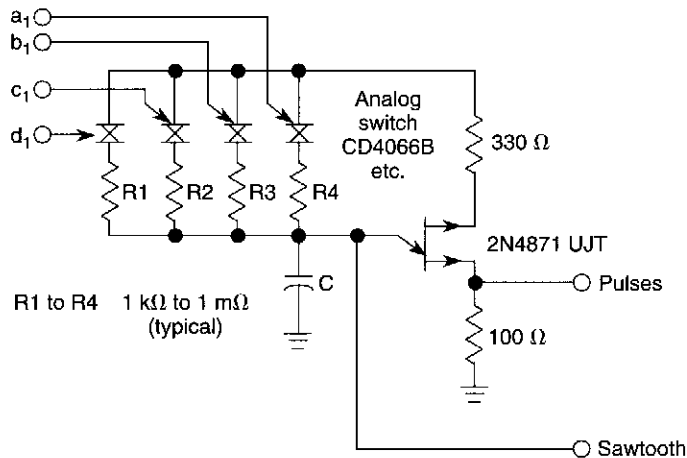 a₁
b₁
c₁
d₁
Analog
switch
CD4066B
etc.
330 Ω
R1
R2
R3
R4
2N4871 UJT
C
Pulses
R1 to R4 1 kΩ to 1 mΩ
(typical)
100 Ω
Sawtooth